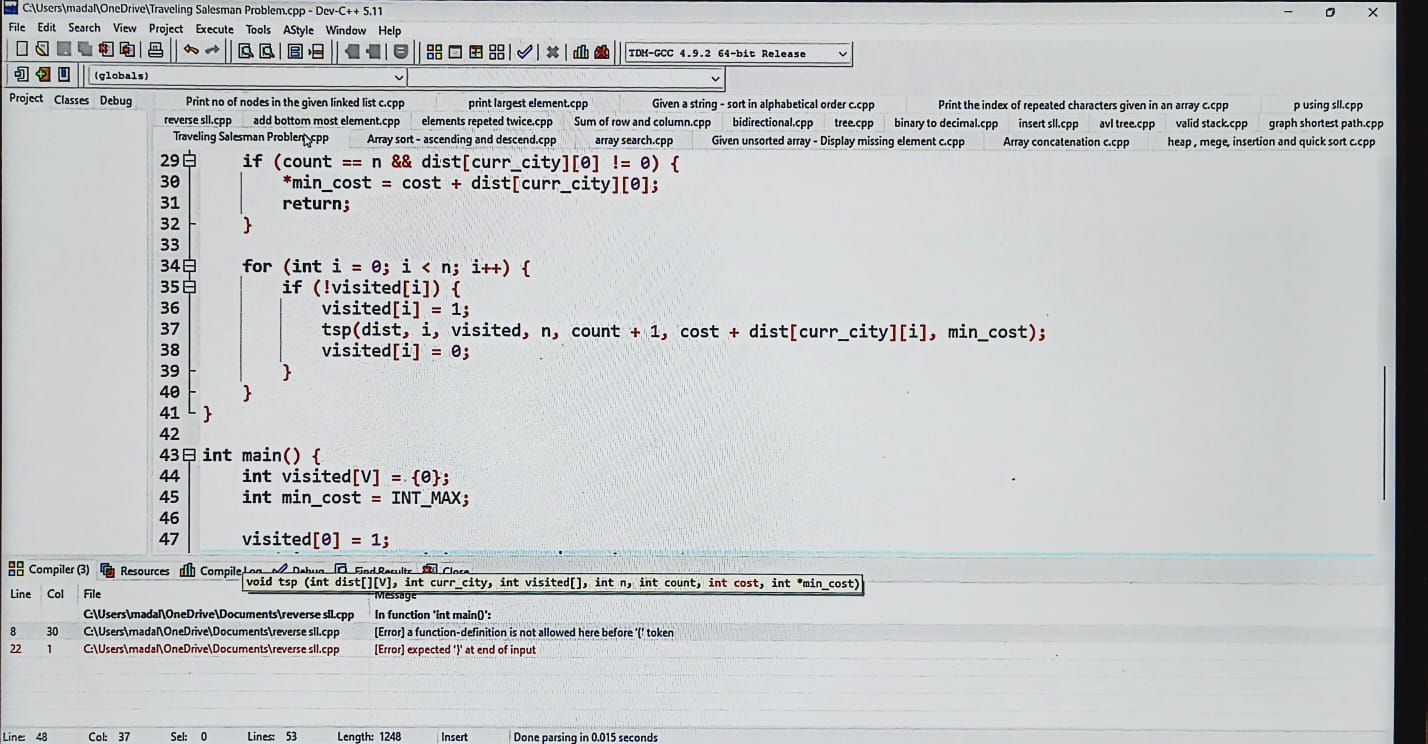 C:\Users\madal\OneDrive\Traveling Salesman Problem.cpp - Dev-C++ 5.11
File Edit Search View Project Execute Tools AStyle Window Help
TDM-GCC 4.9.2 64-bit Release
(globals)
Project Classes Debug
Print no of nodes in the given linked list c.cpp print largest element.cpp Given a string - sort in alphabetical order c.cpp Print the index of repeated characters given in an array c.cpp p using sll.cpp
reverse sll.cpp add bottom most element.cpp elements repeted twice.cpp Sum of row and column.cpp bidirectional.cpp tree.cpp binary to decimal.cpp insert sll.cpp avl tree.cpp valid stack.cpp graph shortest path.cpp
Traveling Salesman Problem.cpp Array sort - ascending and descend.cpp array search.cpp Given unsorted array - Display missing element c.cpp Array concatenation c.cpp heap , mege, insertion and quick sort c.cpp
29 if (count == n && dist[curr_city][0] != 0) {
30 *min_cost = cost + dist[curr_city][0];
31 return;
32 }
33
34 for (int i = 0; i < n; i++) {
35 if (!visited[i]) {
36 visited[i] = 1;
37 tsp(dist, i, visited, n, count + 1, cost + dist[curr_city][i], min_cost);
38 visited[i] = 0;
39 }
40 }
41 }
42
43 int main() {
44 int visited[V] = {0};
45 int min_cost = INT_MAX;
46
47 visited[0] = 1;
Compiler (3) Resources Compile Log Debug Find Results Close
void tsp (int dist[][V], int curr_city, int visited[], int n, int count, int cost, int *min_cost)
Line Col File Message
C:\Users\madal\OneDrive\Documents\reverse sll.cpp In function 'int main()':
8 30 C:\Users\madal\OneDrive\Documents\reverse sll.cpp [Error] a function-definition is not allowed here before '{' token
22 1 C:\Users\madal\OneDrive\Documents\reverse sll.cpp [Error] expected '}' at end of input
Line: 48 Col: 37 Sel: 0 Lines: 53 Length: 1248 Insert Done parsing in 0.015 seconds